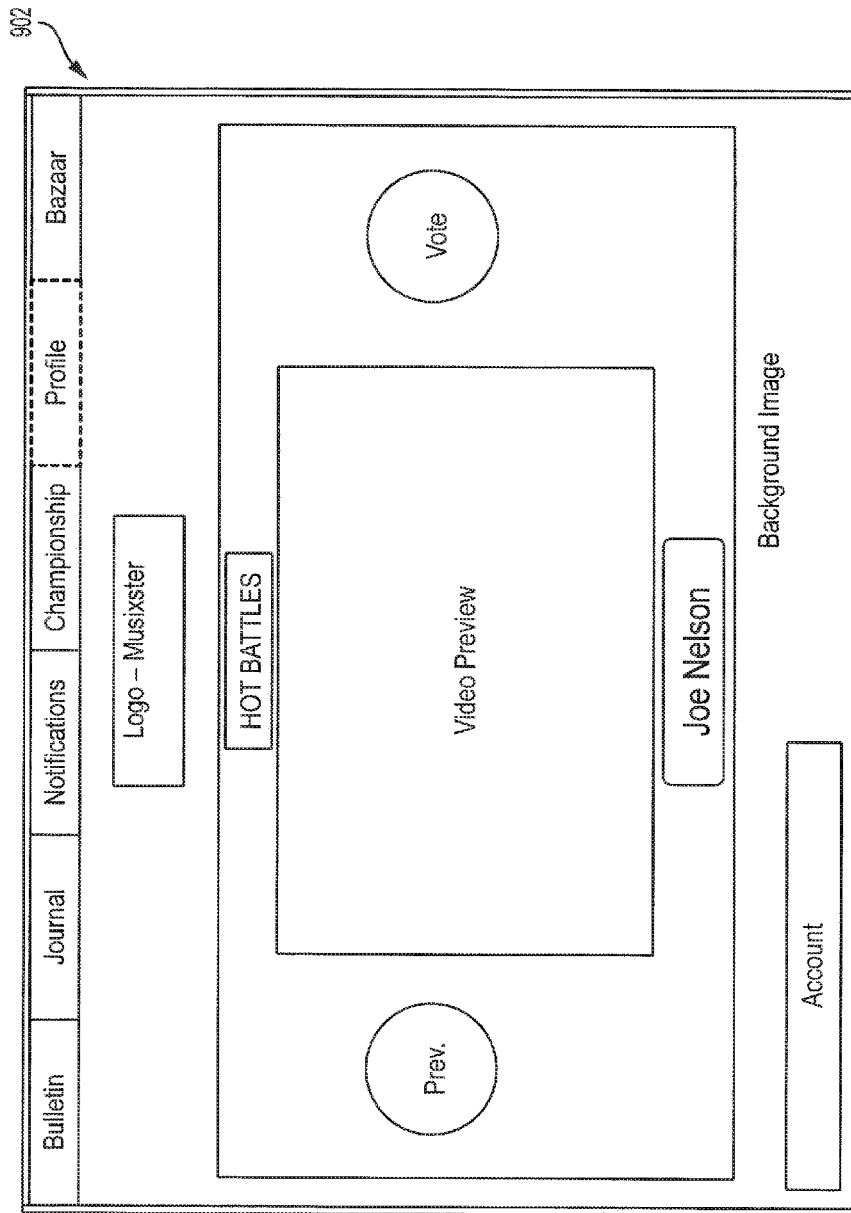 902
Bulletin
Journal
Notifications
Championship
Profile
Bazaar
Logo – Musixster
HOT BATTLES
Prev.
Video Preview
Vote
Joe Nelson
Background Image
Account